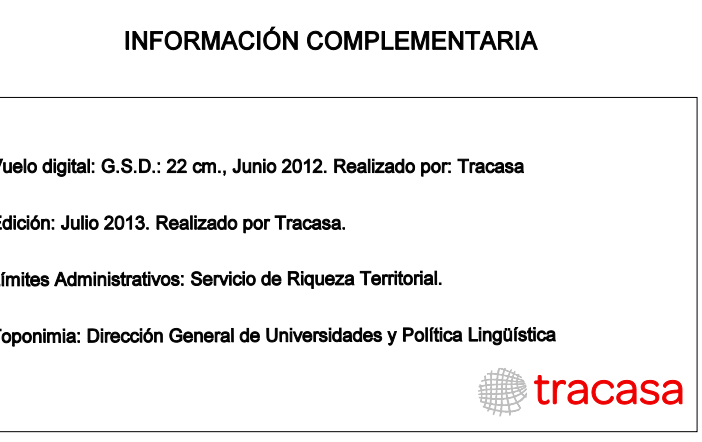 INFORMACIÓN COMPLEMENTARIA
Vuelo digital: G.S.D.: 22 cm., Junio 2012. Realizado por: Tracasa
Edición: Julio 2013. Realizado por Tracasa.
Límites Administrativos: Servicio de Riqueza Territorial.
Toponimia: Dirección General de Universidades y Política Lingüística
tracasa